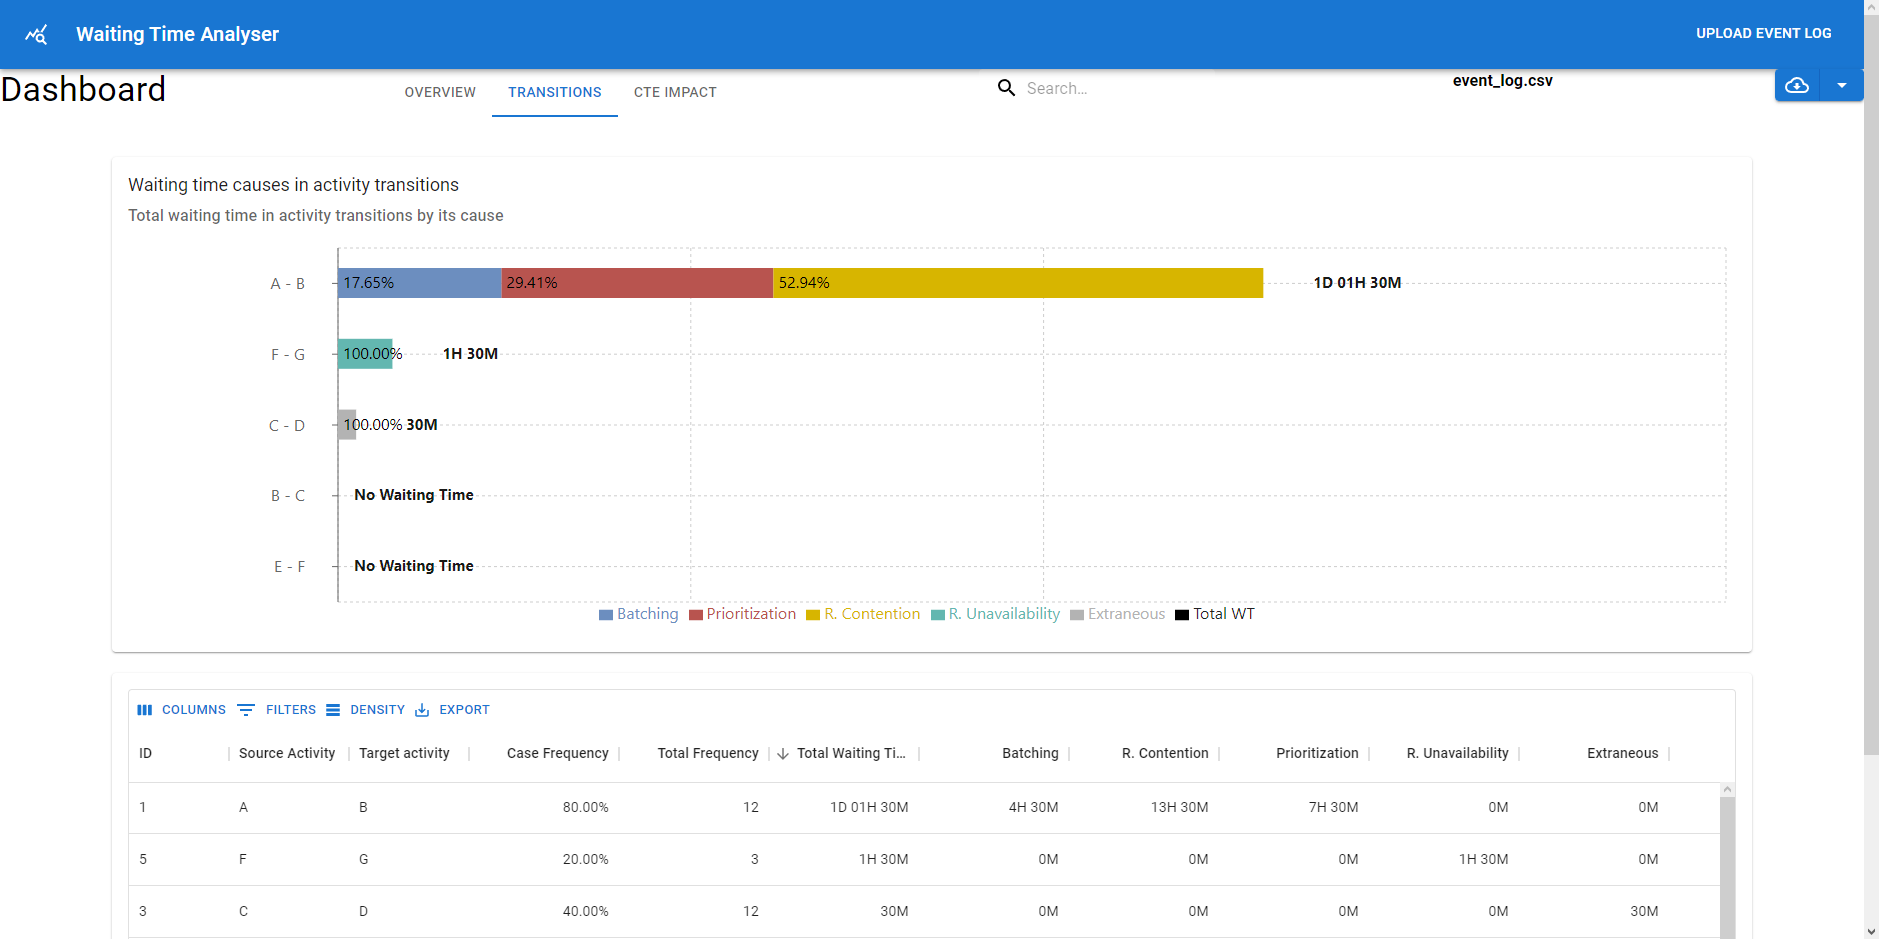 Waiting Time Analyser
UPLOAD EVENT LOG
Dashboard
OVERVIEW TRANSITIONS CTE IMPACT
Search...
event_log.csv
Waiting time causes in activity transitions
Total waiting time in activity transitions by its cause
A - B 17.65% 29.41% 52.94% 1D 01H 30M
F - G 100.00% 1H 30M
C - D 100.00% 30M
B - C No Waiting Time
E - F No Waiting Time
Batching Prioritization R. Contention R. Unavailability Extraneous Total WT
COLUMNS FILTERS DENSITY EXPORT
ID Source Activity Target activity Case Frequency Total Frequency Total Waiting Ti... Batching R. Contention Prioritization R. Unavailability Extraneous
1 A B 80.00% 12 1D 01H 30M 4H 30M 13H 30M 7H 30M 0M 0M
5 F G 20.00% 3 1H 30M 0M 0M 0M 1H 30M 0M
3 C D 40.00% 12 30M 0M 0M 0M 0M 30M